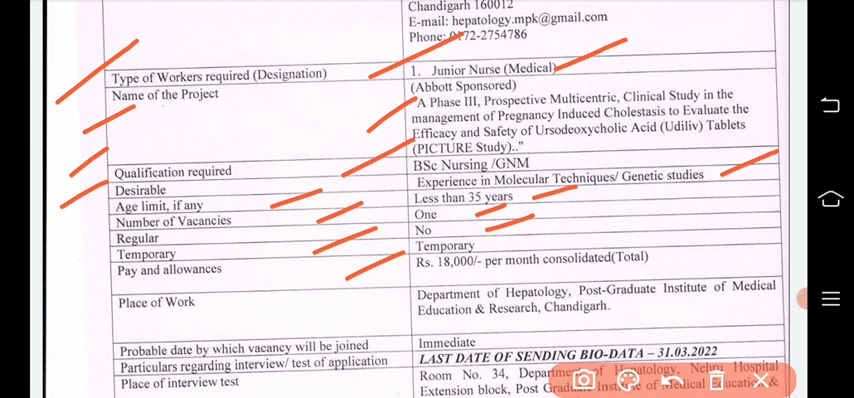 Chandigarh 160012
E-mail: hepatology.mpk@gmail.com
Phone: 0172-2754786
Type of Workers required (Designation) 1. Junior Nurse (Medical)
Name of the Project (Abbott Sponsored)
"A Phase III, Prospective Multicentric, Clinical Study in the
management of Pregnancy Induced Cholestasis to Evaluate the
Efficacy and Safety of Ursodeoxycholic Acid (Udiliv) Tablets
(PICTURE Study).."
Qualification required BSc Nursing /GNM
Desirable Experience in Molecular Techniques/ Genetic studies
Age limit, if any Less than 35 years
Number of Vacancies One
Regular No
Temporary Temporary
Pay and allowances Rs. 18,000/- per month consolidated(Total)
Place of Work Department of Hepatology, Post-Graduate Institute of Medical
Education & Research, Chandigarh.
Probable date by which vacancy will be joined Immediate
Particulars regarding interview/ test of application LAST DATE OF SENDING BIO-DATA – 31.03.2022
Place of interview test Room No. 34, Department of Hepatology, Nehru Hospital
Extension block, Post Graduate Institute of Medical Education &